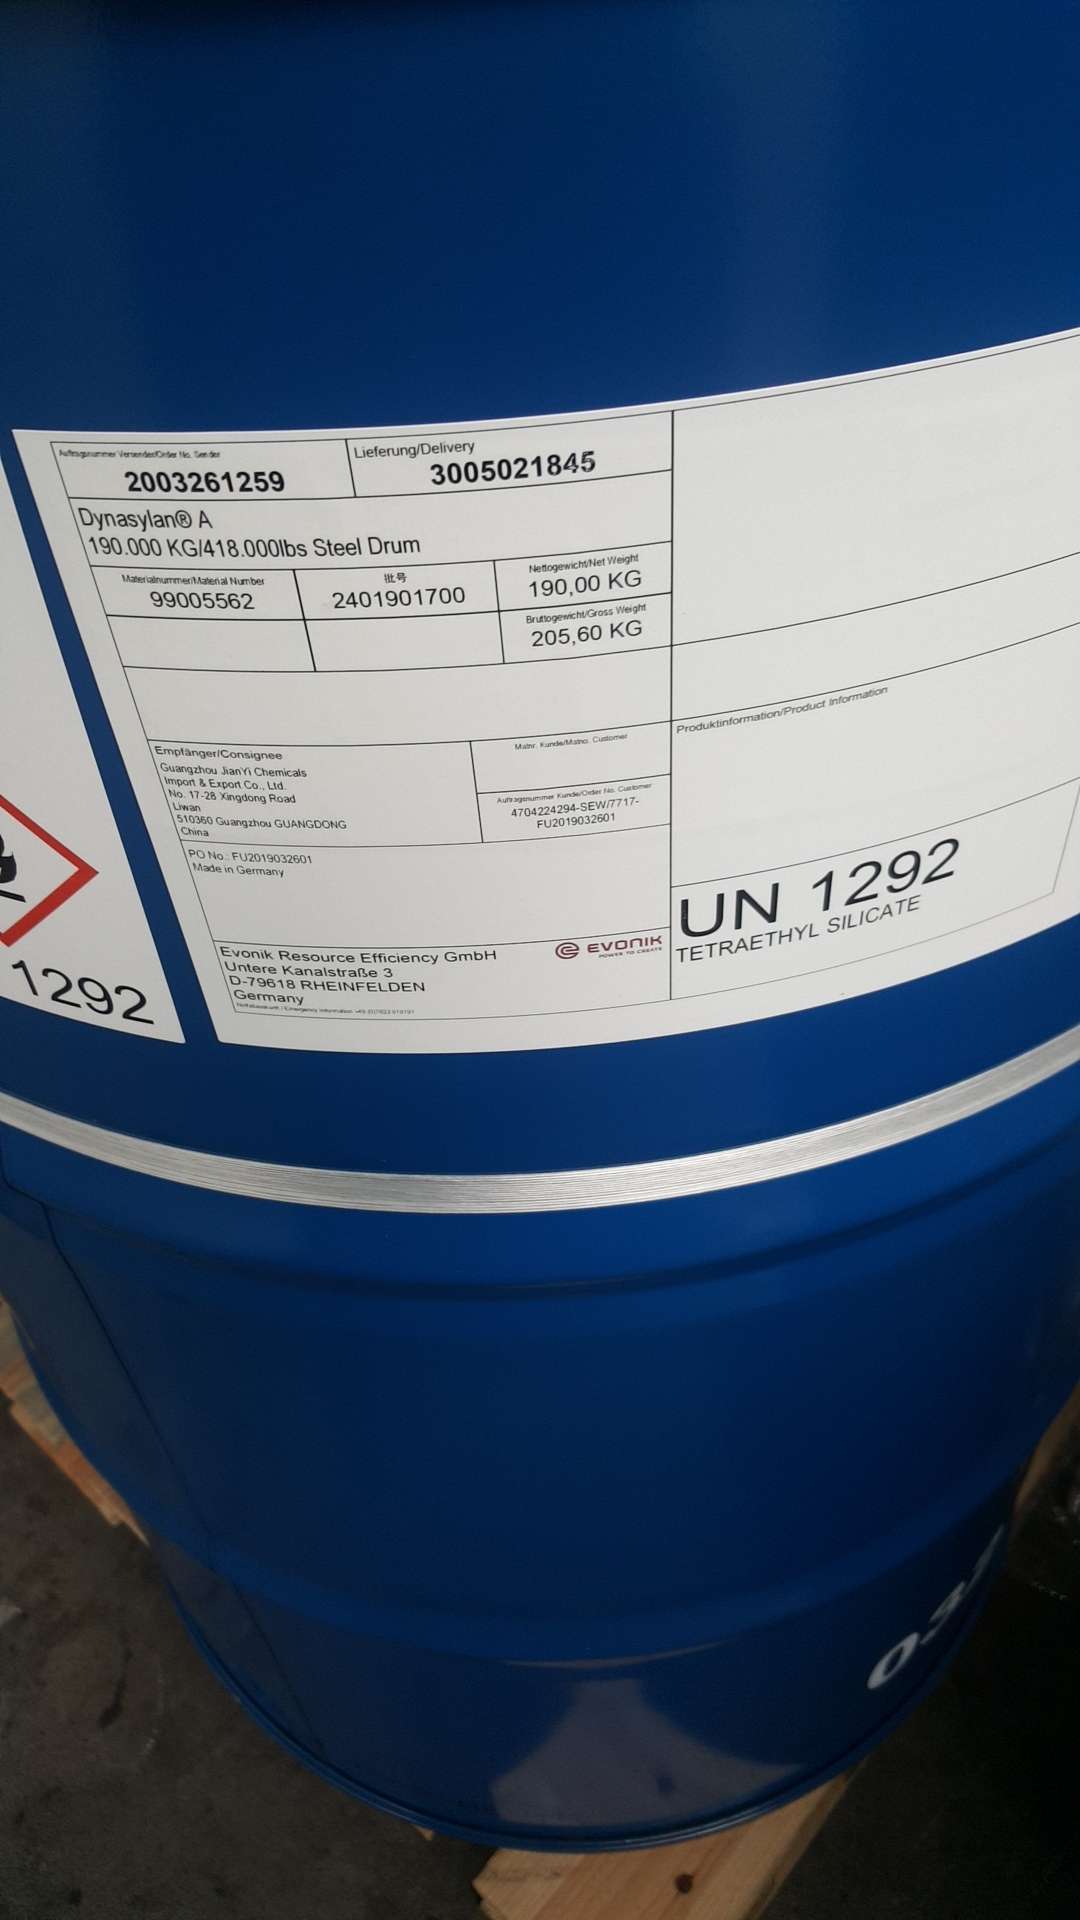 Auftragsnummer Versender/Order No. Sender
2003261259
Lieferung/Delivery
3005021845
Dynasylan® A
190.000 KG/418.000lbs Steel Drum
Materialnummer/Material Number
99005562
批号
2401901700
Nettogewicht/Net Weight
190,00 KG
Bruttogewicht/Gross Weight
205,60 KG
Empfänger/Consignee
Guangzhou JianYi Chemicals
Import & Export Co., Ltd.
No. 17-28 Xingdong Road
Liwan
510360 Guangzhou GUANGDONG
China
Matnr. Kunde/Matno. Customer
Auftragsnummer Kunde/Order No. Customer
4704224294-SEW/7717-
FU2019032601
PO No.: FU2019032601
Made in Germany
Produktinformation/Product Information
UN 1292
TETRAETHYL SILICATE
Evonik Resource Efficiency GmbH
Untere Kanalstraße 3
D-79618 RHEINFELDEN
Germany
EVONIK
POWER TO CREATE
1292